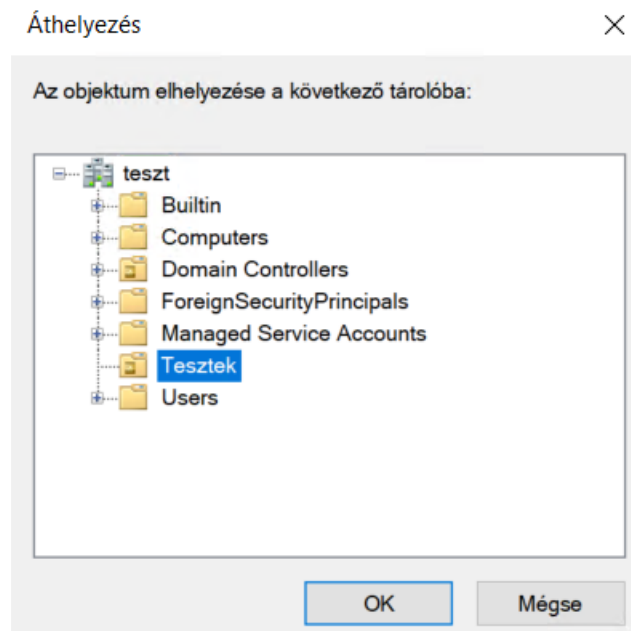 Áthelyezés
Az objektum elhelyezése a következő tárolóba:
teszt
Builtin
Computers
Domain Controllers
ForeignSecurityPrincipals
Managed Service Accounts
Tesztek
Users
OK Mégse